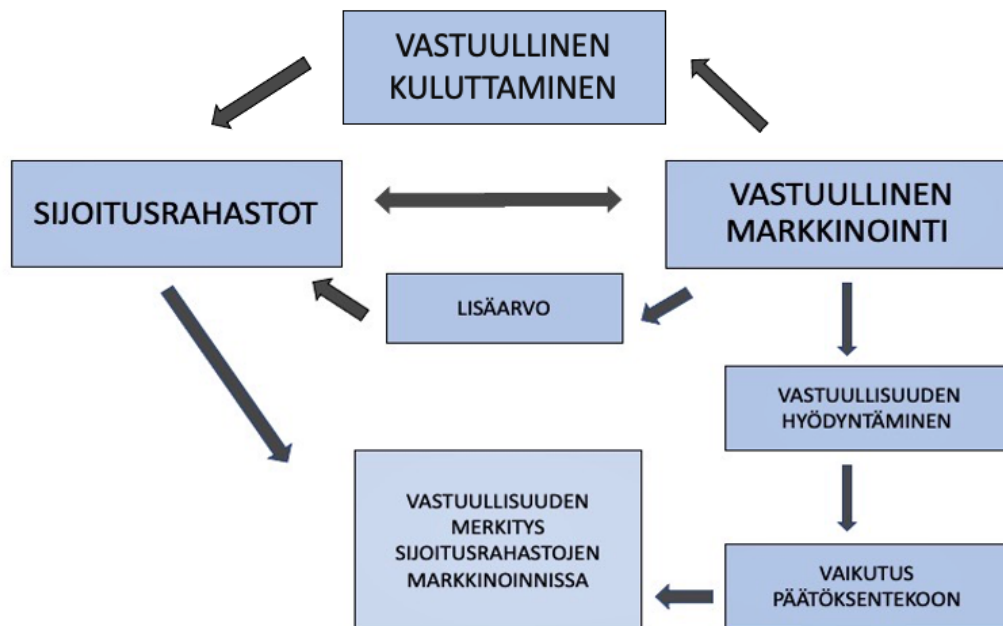 VASTUULLINEN
KULUTTAMINEN
SIJOITUSRAHASTOT
VASTUULLINEN
MARKKINOINTI
LISÄARVO
VASTUULLISUUDEN
HYÖDYNTÄMINEN
VASTUULLISUUDEN
MERKITYS
SIJOITUSRAHASTOJEN
MARKKINOINNISSA
VAIKUTUS
PÄÄTÖKSENTEKOON